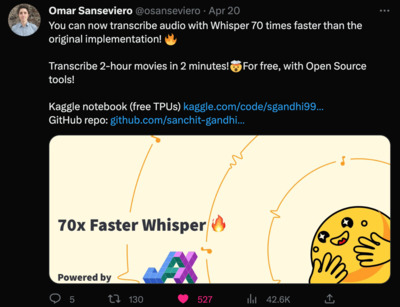 Omar Sanseviero @osanseviero · Apr 20
You can now transcribe audio with Whisper 70 times faster than the
original implementation! 🔥
Transcribe 2-hour movies in 2 minutes!🤯For free, with Open Source
tools!
Kaggle notebook (free TPUs) kaggle.com/code/sgandhi99...
GitHub repo: github.com/sanchit-gandhi...
70x Faster Whisper 🔥
Powered by JAX
5 130 527 42.6K